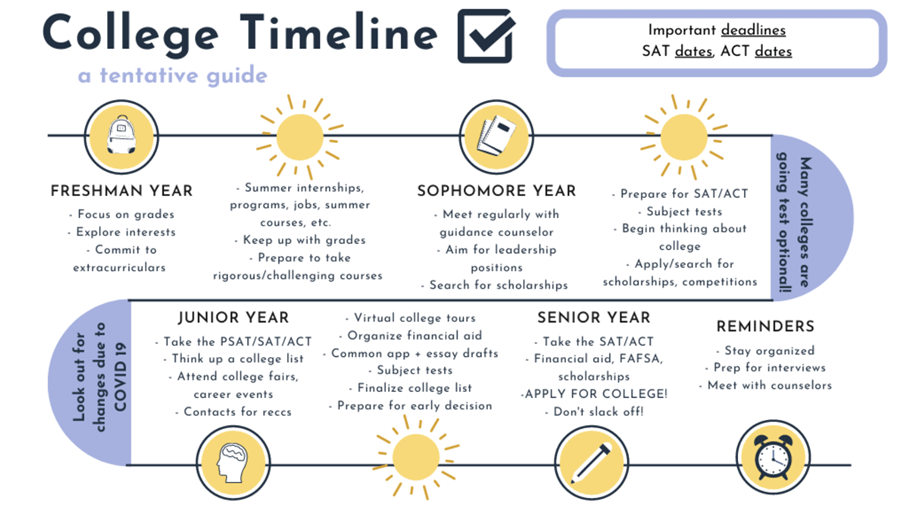 College Timeline
a tentative guide
Important deadlines
SAT dates, ACT dates
FRESHMAN YEAR
- Focus on grades
- Explore interests
- Commit to
extracurriculars
- Summer internships,
programs, jobs, summer
courses, etc.
- Keep up with grades
- Prepare to take
rigorous/challenging courses
SOPHOMORE YEAR
- Meet regularly with
guidance counselor
- Aim for leadership
positions
- Search for scholarships
- Prepare for SAT/ACT
- Subject tests
- Begin thinking about
college
- Apply/search for
scholarships, competitions
Many colleges are
going test optional!
Look out for
changes due to
COVID 19
JUNIOR YEAR
- Take the PSAT/SAT/ACT
- Think up a college list
- Attend college fairs,
career events
- Contacts for reccs
- Virtual college tours
- Organize financial aid
- Common app + essay drafts
- Subject tests
- Finalize college list
- Prepare for early decision
SENIOR YEAR
- Take the SAT/ACT
- Financial aid, FAFSA,
scholarships
-APPLY FOR COLLEGE!
- Don't slack off!
REMINDERS
- Stay organized
- Prep for interviews
- Meet with counselors